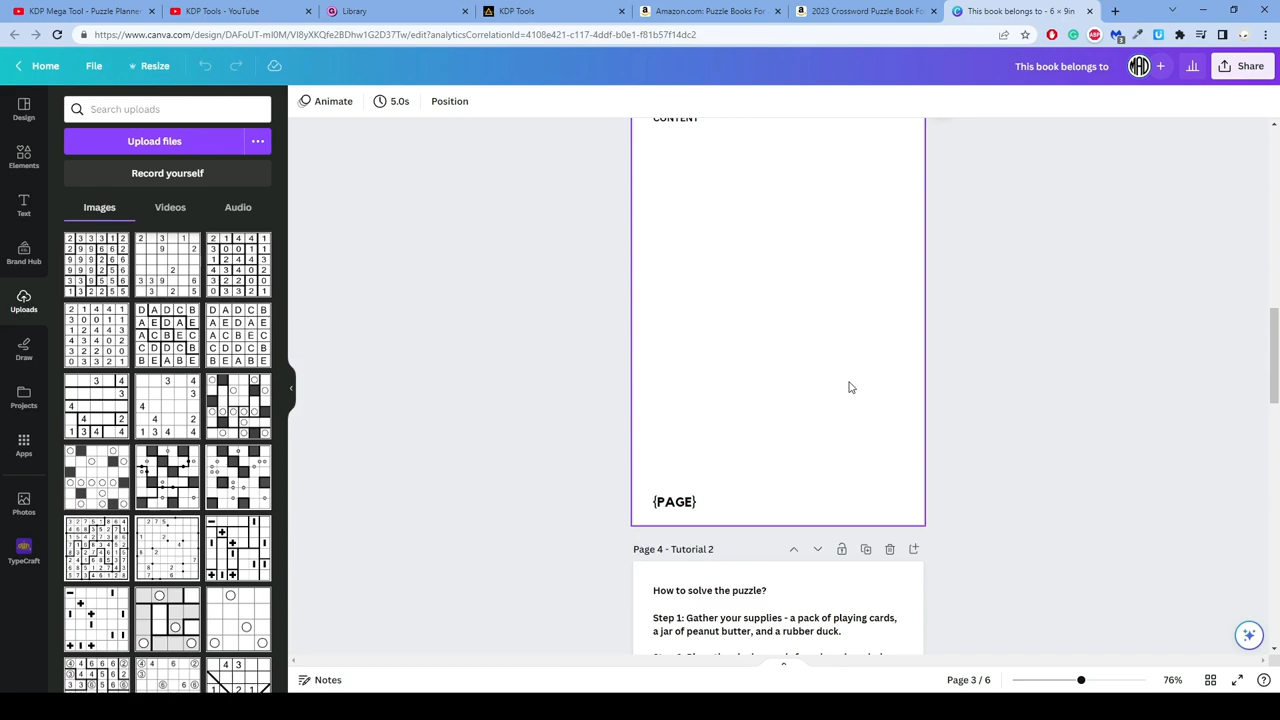 KDP Mega Tool - Puzzle Planne
KDP Tools - YouTube
Library
KDP Tools
Amazon.com: Puzzle Books For
2023 Crossword Puzzle Book Fo
This book belongs to - 6 × 9in
https://www.canva.com/design/DAFoUT-mI0M/VI8yXKQfe2BDhw1G2D37Tw/edit?analyticsCorrelationId=4108e421-c117-4ddf-b0e1-f81b57f14dc2
Home
File
Resize
This book belongs to
MAD
Share
Design
Elements
Text
Brand Hub
Uploads
Draw
Projects
Apps
Photos
TypeCraft
Search uploads
Upload files
Record yourself
Images
Videos
Audio
Animate
5.0s
Position
CONTENT
{PAGE}
Page 4 - Tutorial 2
How to solve the puzzle?
Step 1: Gather your supplies - a pack of playing cards,
a jar of peanut butter, and a rubber duck.
Notes
Page 3 / 6
76%